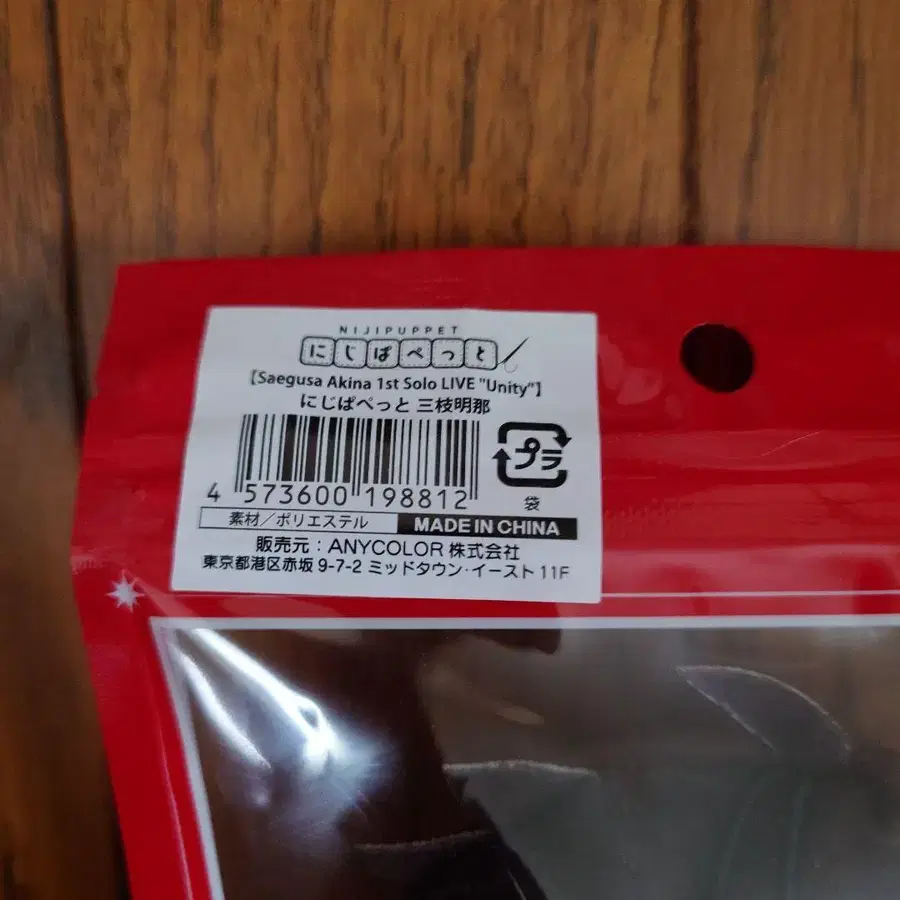 NIJIPUPPET
にじぱぺっと
【Saegusa Akina 1st Solo LIVE "Unity"】
にじぱぺっと 三枝明那
プラ
袋
4 573600 198812
素材／ポリエステル MADE IN CHINA
販売元：ANYCOLOR 株式会社
東京都港区赤坂 9-7-2 ミッドタウン・イースト 11F